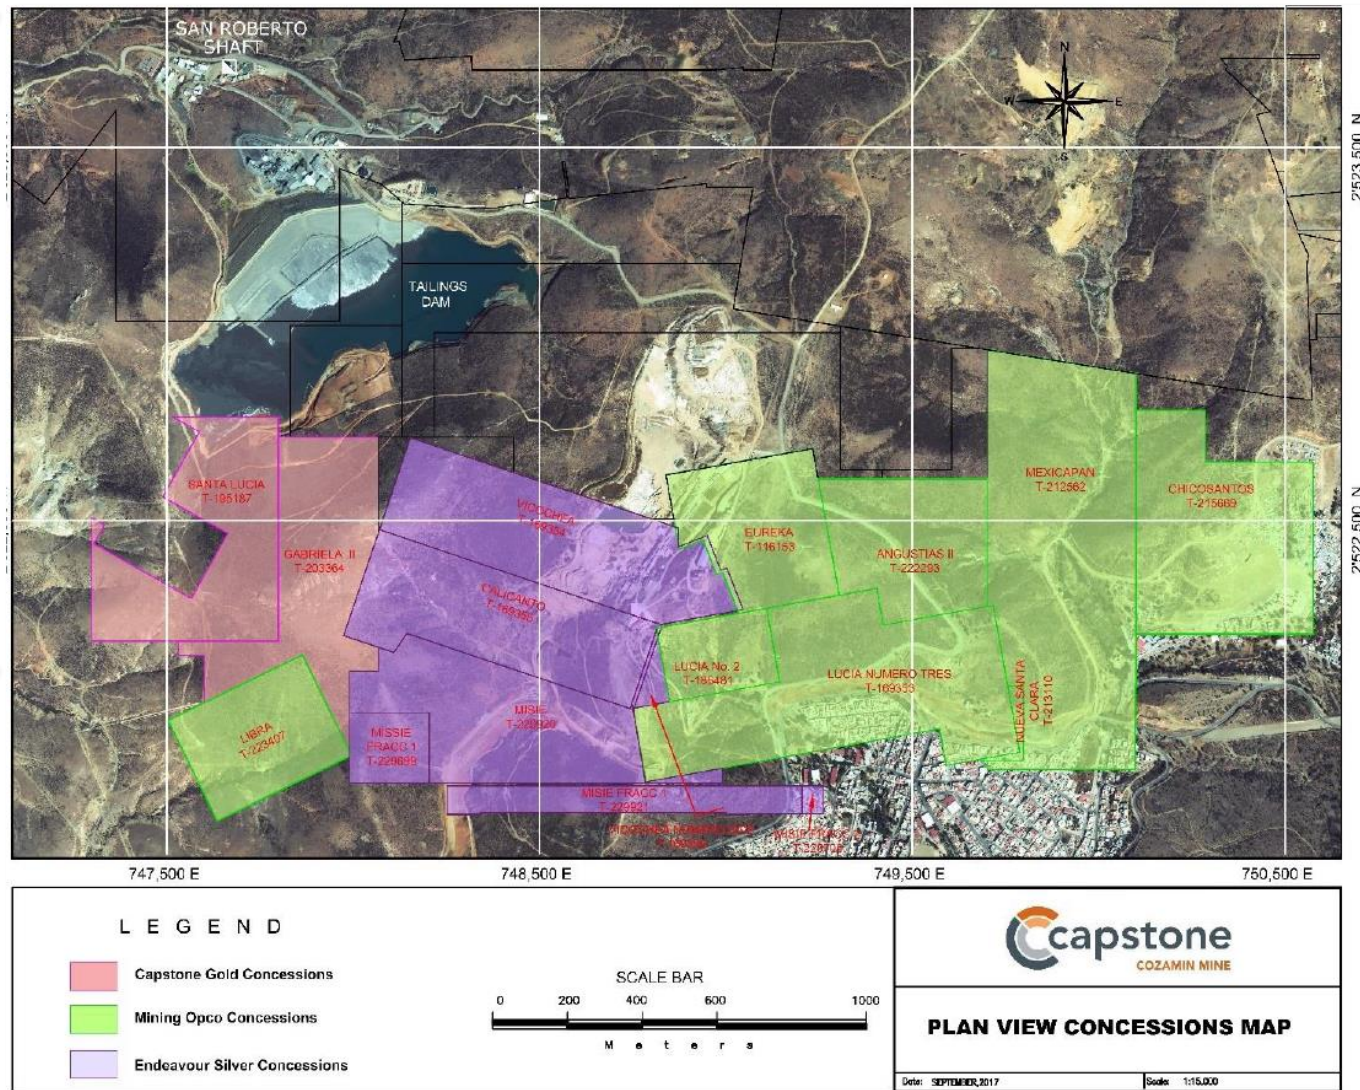 SAN ROBERTO
SHAFT
N
W
E
S
2'523,500 N
TAILINGS
DAM
SANTA LUCIA
T-195187
GABRIELA II
T-203364
VICOCHEA
CALICANTO
EUREKA
T-116153
ANGUSTIAS II
T-222293
MEXICAPAN
T-212562
CHICOSANTOS
T-215669
2'522,500 N
LUCIA No. 2
LUCIA NUMERO TRES
NUEVA SANTA
CLARA
T-213110
LIBRA
T-223407
MISIE
MISSIE
FRACC 1
MISIE FRACC 1
747,500 E
748,500 E
749,500 E
750,500 E
LEGEND
Capstone Gold Concessions
Mining Opco Concessions
Endeavour Silver Concessions
SCALE BAR
0 200 400 600 1000
Meters
capstone
COZAMIN MINE
PLAN VIEW CONCESSIONS MAP
Date: SEPTEMBER,2017
Scale: 1:15,000